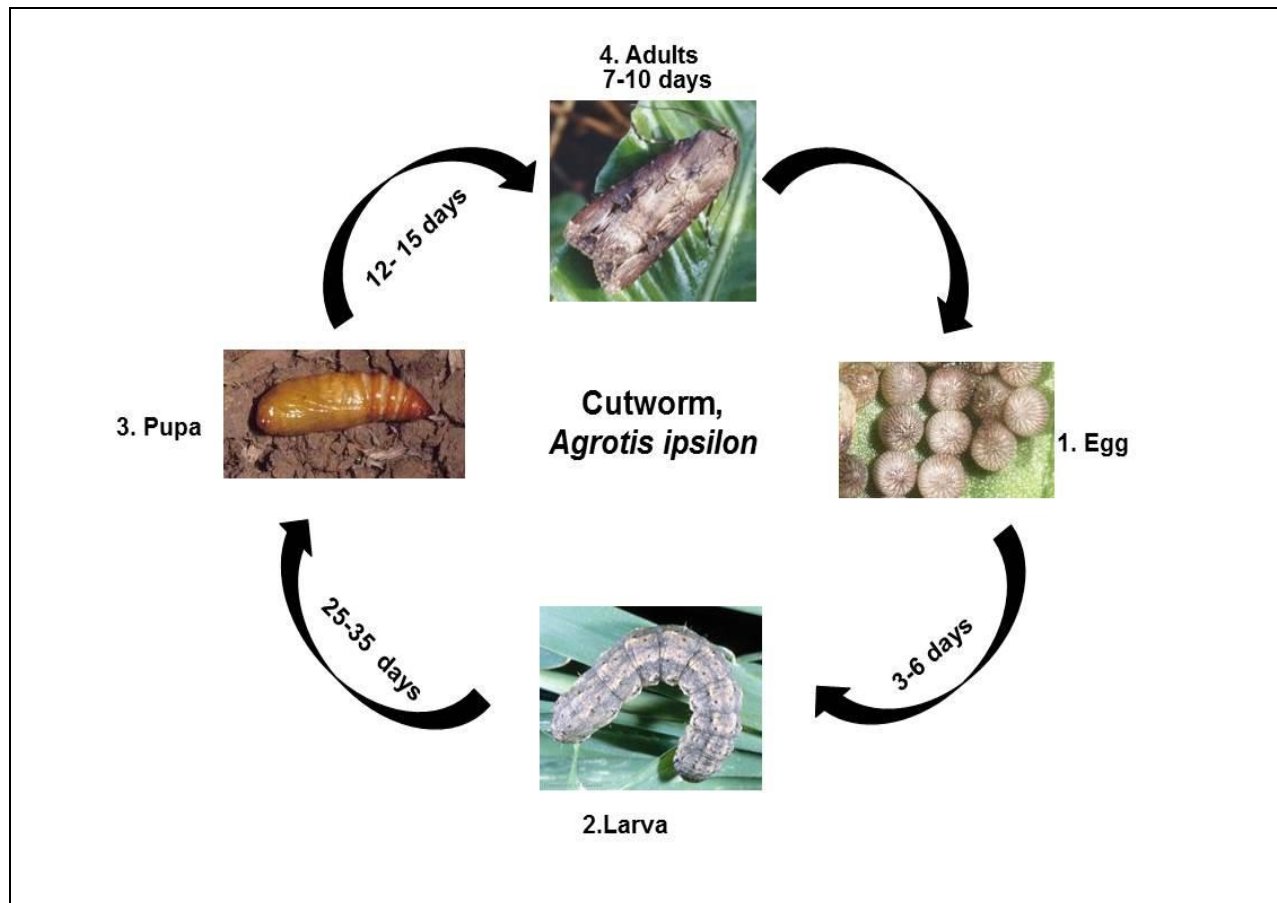 4. Adults
7-10 days
12- 15 days
Cutworm,
Agrotis ipsilon
3. Pupa
1. Egg
25-35 days
3-6 days
2.Larva